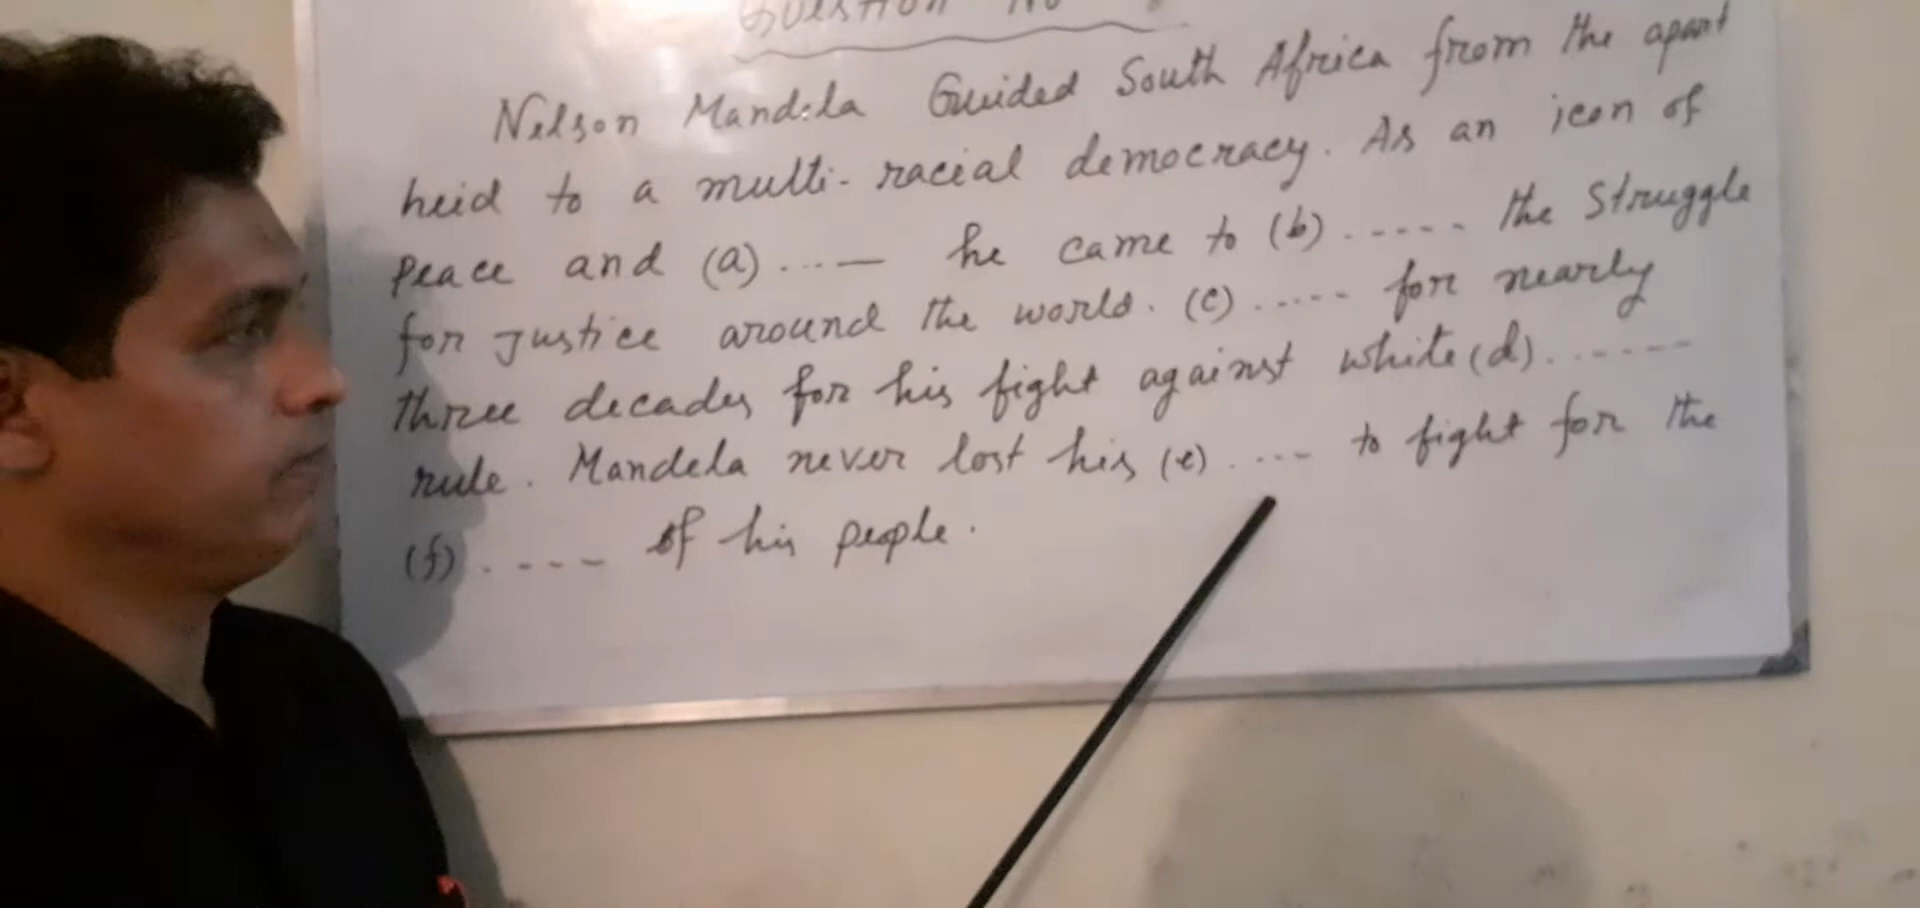 Question No
Nelson Mandela Guided South Africa from the apart
heid to a multi-racial democracy. As an icon of
Peace and (a) ....— he came to (b) ...... the Struggle
for Justice around the world. (c) ...... for nearly
three decades for his fight against white (d) .......
rule. Mandela never lost his (e) ..... to fight for the
(f) ..... of his people.